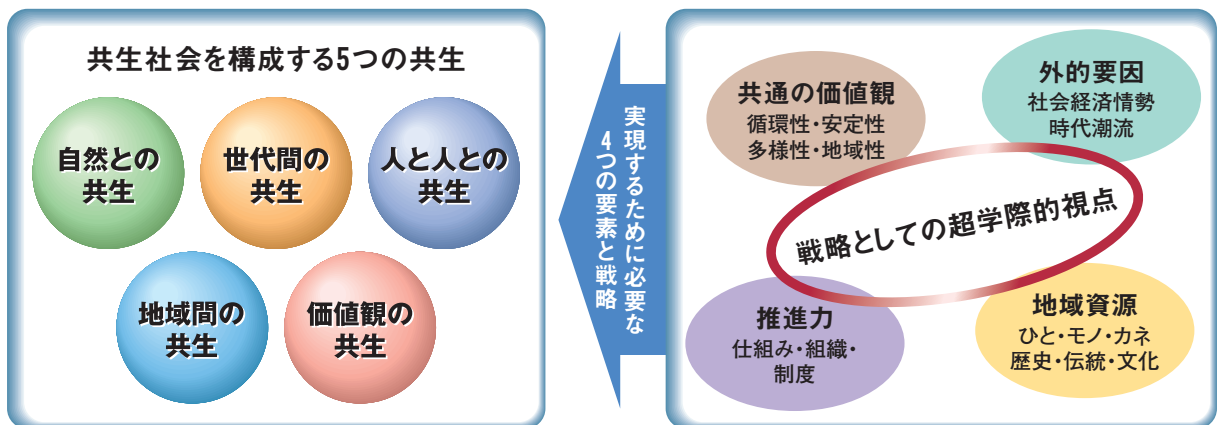 共生社会を構成する5つの共生
自然との
共生
世代間の
共生
人と人との
共生
地域間の
共生
価値観の
共生
実現するために必要な
4つの要素と戦略
共通の価値観
循環性・安定性
多様性・地域性
外的要因
社会経済情勢
時代潮流
戦略としての超学際的視点
推進力
仕組み・組織・
制度
地域資源
ひと・モノ・カネ
歴史・伝統・文化